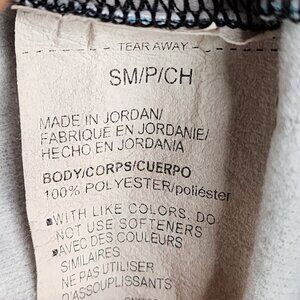 TEAR AWAY
SM/P/CH
MADE IN JORDAN/
FABRIQUE EN JORDANIE/
HECHO EN JORDANIA
BODY/CORPS/CUERPO
100% POLYESTER/poliéster
WITH LIKE COLORS. DO
NOT USE SOFTENERS
AVEC DES COULEURS
SIMILAIRES
NE PAS UTILISER
D'ASSOUPLISSANTS